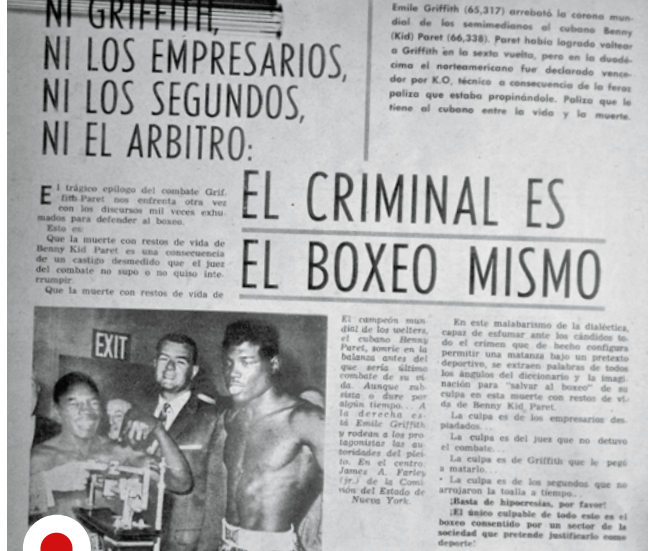 NI GRIFFITH,
NI LOS EMPRESARIOS,
NI LOS SEGUNDOS,
NI EL ARBITRO:
Emile Griffith (65,317) arrebató la corona mun-
dial de los semimedianos al cubano Benny
(Kid) Paret (66,338). Paret había logrado voltear
a Griffith en la sexta vuelta, pero en la duodé-
cima el norteamericano fue declarado vence-
dor por K.O. técnico a consecuencia de la feroz
paliza que estaba propinándole. Paliza que le
tiene al cubano entre la vida y la muerte.
EL CRIMINAL ES
EL BOXEO MISMO
El trágico epílogo del combate Grif-
fith-Paret nos enfrenta otra vez
con los discursos mil veces exhu-
mados para defender al boxeo.
Esto es:
Que la muerte con restos de vida de
Benny Kid Paret es una consecuencia
de un castigo desmedido que el juez
del combate no supo o no quiso inte-
rrumpir.
Que la muerte con restos de vida de
EXIT
El campeón mun-
dial de los welters,
el cubano Benny
Paret, sonríe en la
balanza antes del
que sería último
combate de su vi-
da. Aunque sub-
sista o dure por
algún tiempo... A
la derecha es-
tá Emile Griffith
y rodean a los pro-
tagonistas las au-
toridades del plei-
to. En el centro
James A. Farley
(jr.) de la Comi-
sión del Estado de
Nueva York.
En este malabarismo de la dialéctica,
capaz de esfumar ante los cándidos to-
do el crimen que de hecho configura
permitir una matanza bajo un pretexto
deportivo, se extraen palabras de todos
los ángulos del diccionario y la imagi-
nación para "salvar al boxeo" de su
culpa en esta muerte con restos de vi-
da de Benny Kid Paret.
La culpa es de los empresarios des-
piadados...
La culpa es del juez que no detuvo
el combate...
La culpa es de Griffith que le pegó
a matarlo...
La culpa es de los segundos que no
arrojaron la toalla a tiempo...
¡Basta de hipocresías, por favor!
¡El único culpable de todo esto es el
boxeo consentido por un sector de la
sociedad que pretende justificarlo como
deporte!